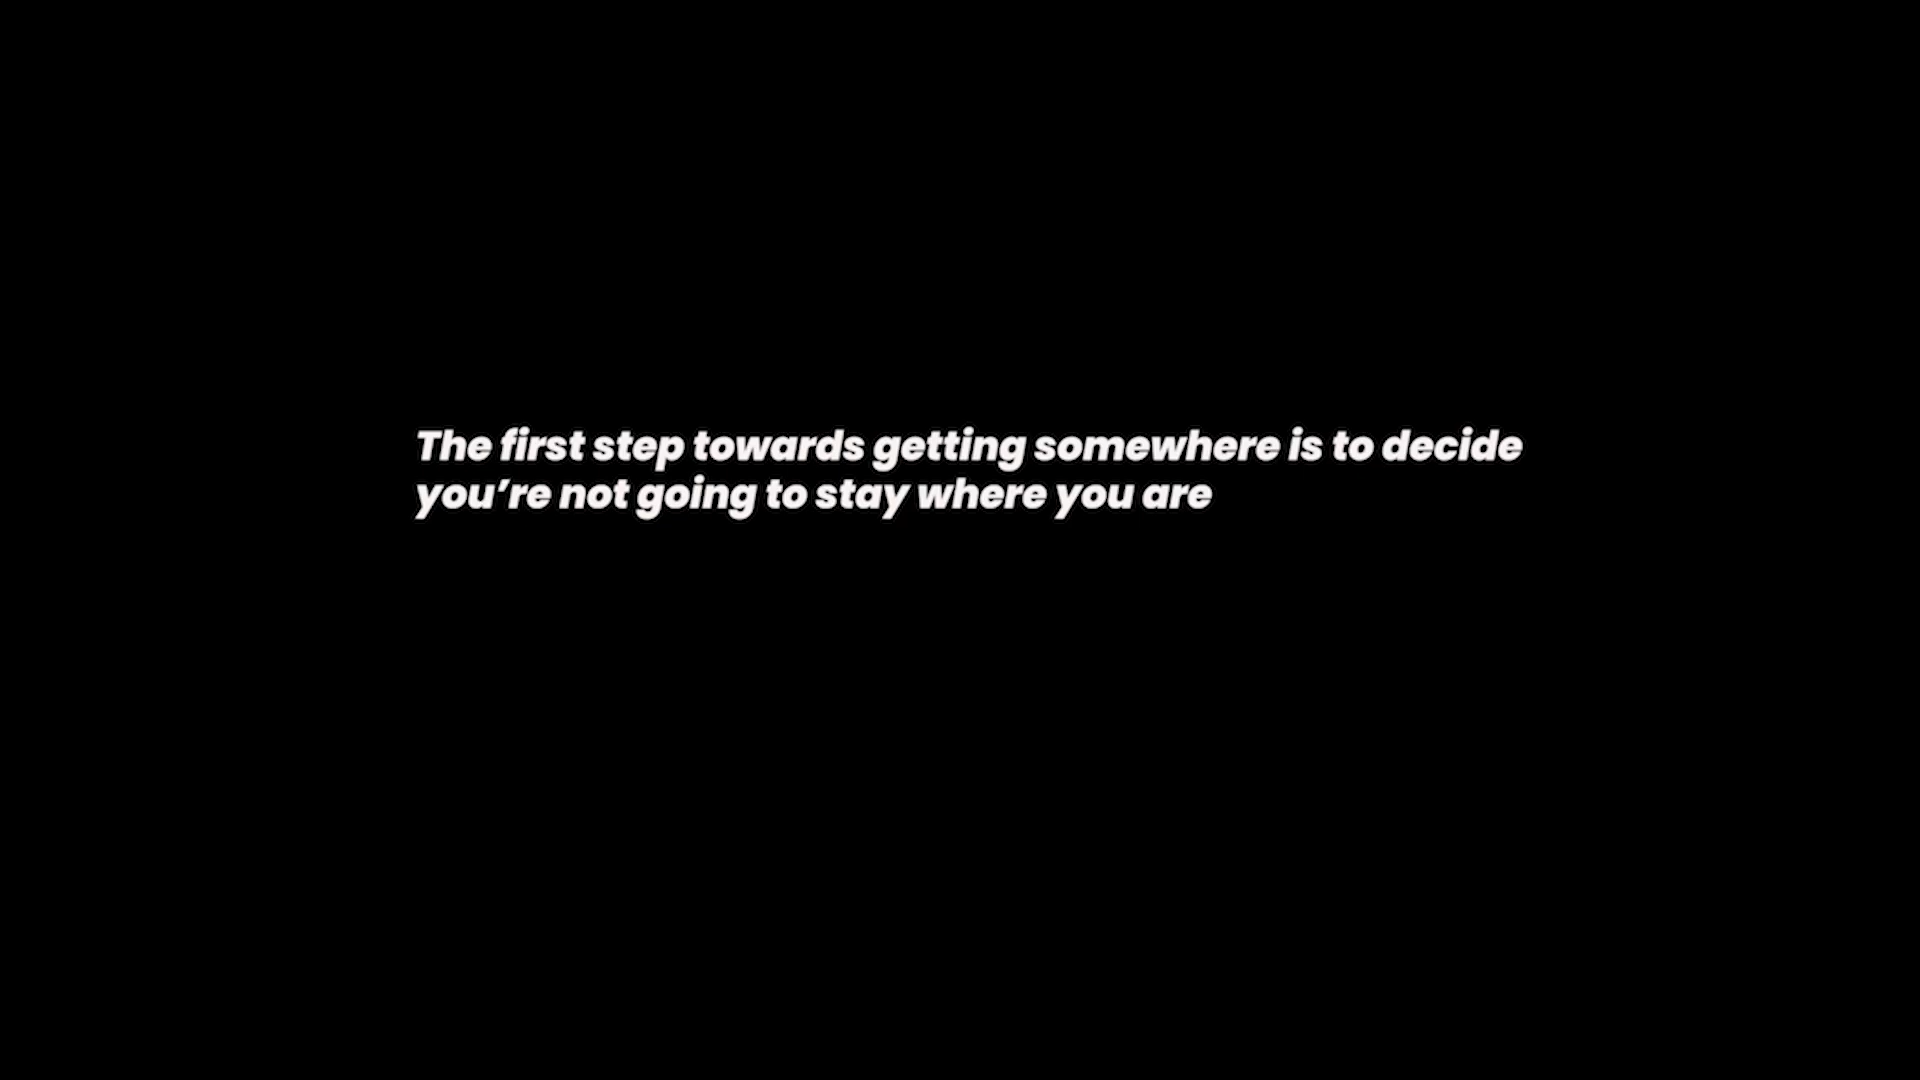 The first step towards getting somewhere is to decide
you’re not going to stay where you are